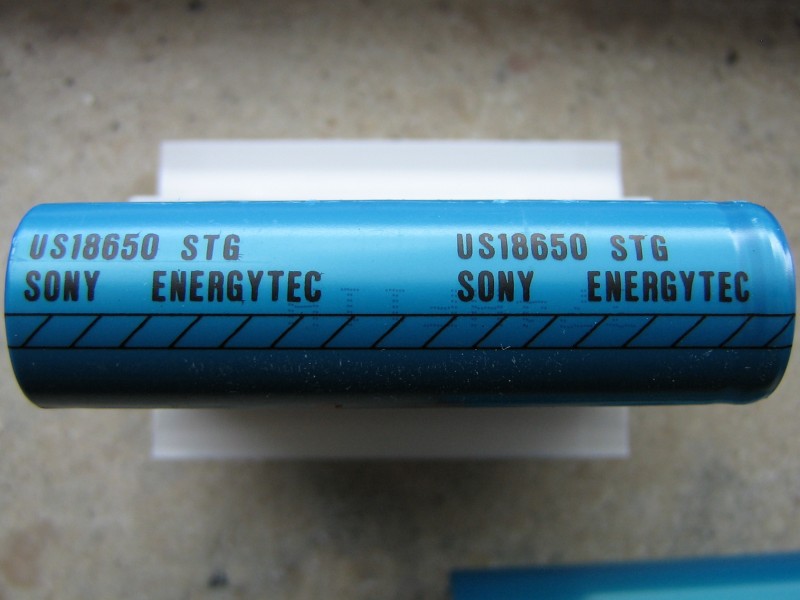 US18650 STG US18650 STG
SONY ENERGYTEC SONY ENERGYTEC